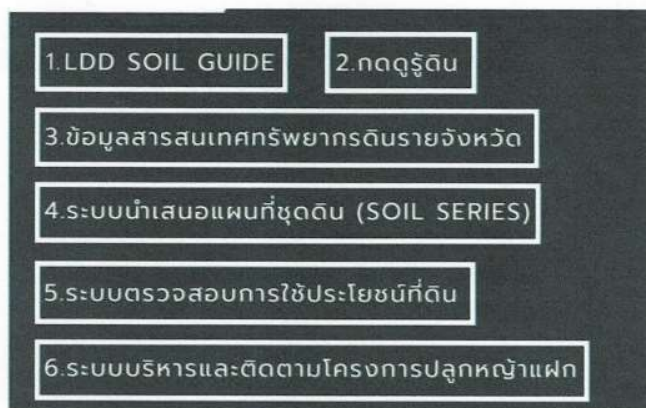 1.LDD SOIL GUIDE 2.กดดูรู้ดิน
3.ข้อมูลสารสนเทศทรัพยากรดินรายจังหวัด
4.ระบบนำเสนอแผนที่ชุดดิน (SOIL SERIES)
5.ระบบตรวจสอบการใช้ประโยชน์ที่ดิน
6.ระบบบริหารและติดตามโครงการปลูกหญ้าแฝก